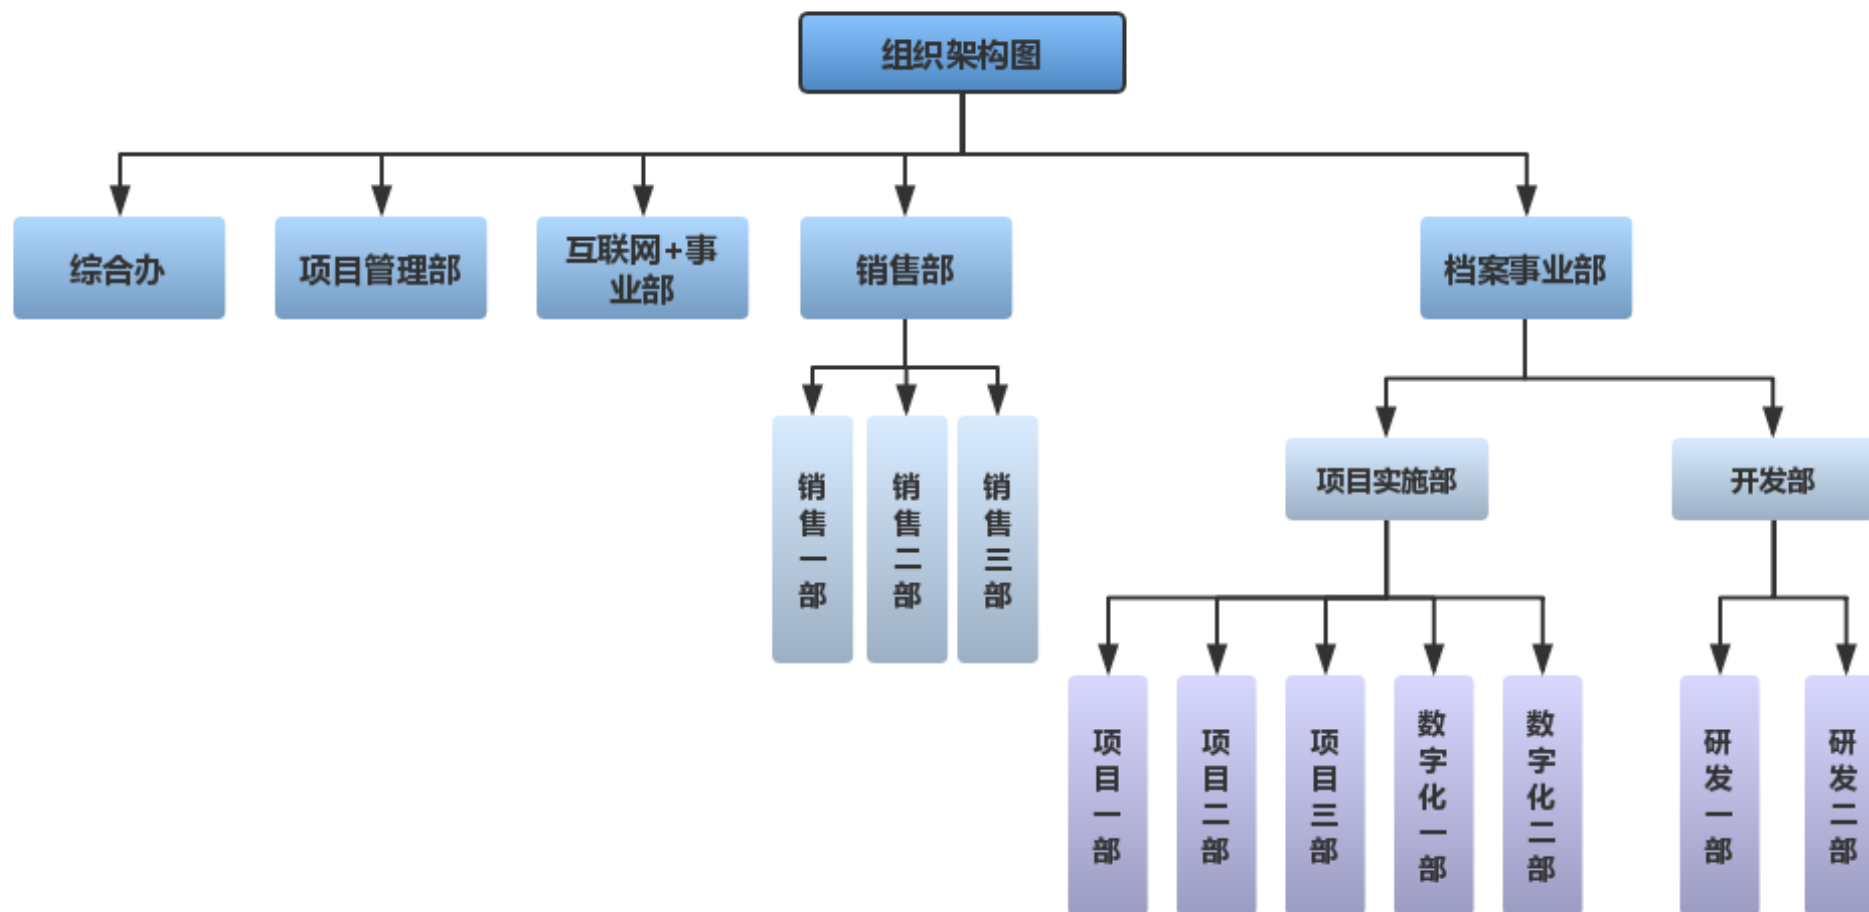 组织架构图
综合办
项目管理部
互联网+事
业部
销售部
档案事业部
项目实施部
开发部
销售一部
销售二部
销售三部
项目一部
项目二部
项目三部
数字化一部
数字化二部
研发一部
研发二部